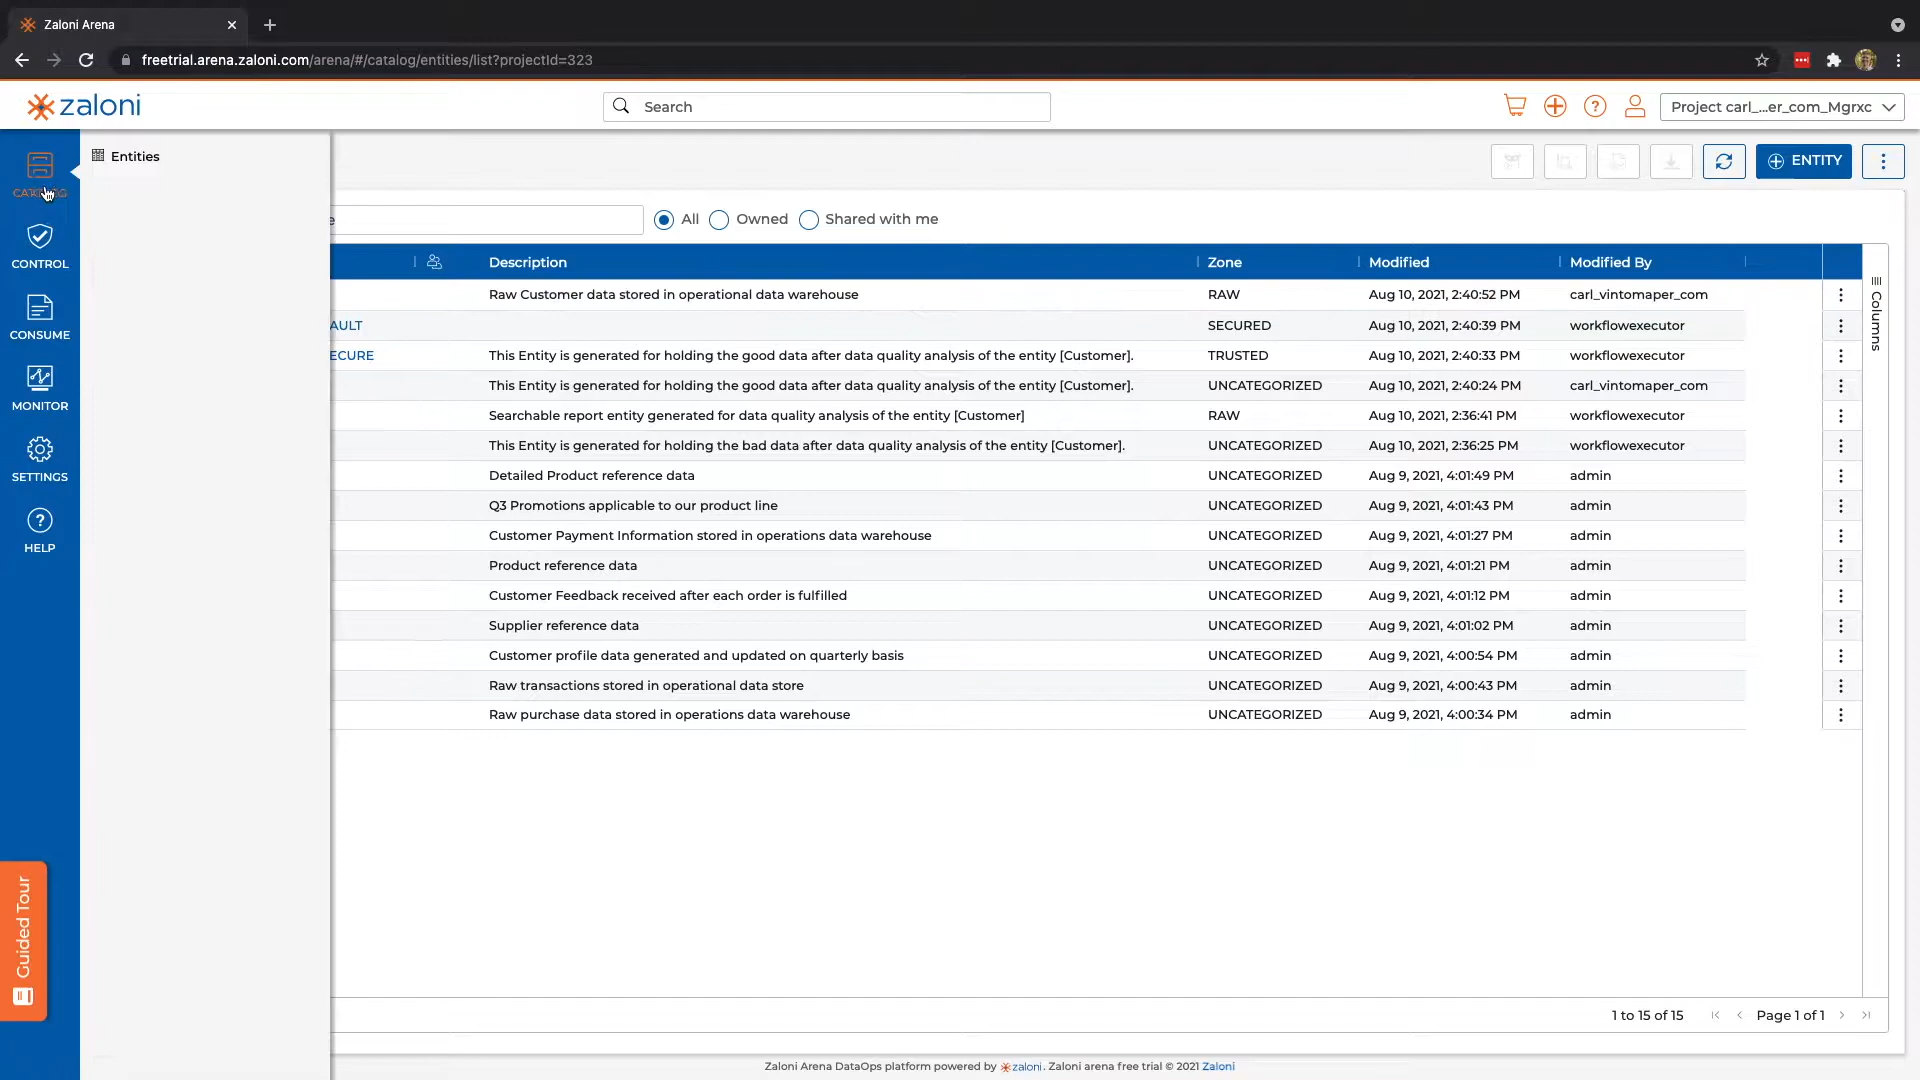 Zaloni Arena
freetrial.arena.zaloni.com/arena/#/catalog/entities/list?projectId=323
zaloni
Search
Project carl_...er_com_Mgrxc
CATALOG
CONTROL
CONSUME
MONITOR
SETTINGS
HELP
Guided Tour
Entities
ENTITY
e
All Owned Shared with me
Description Zone Modified Modified By
Columns
Raw Customer data stored in operational data warehouse RAW Aug 10, 2021, 2:40:52 PM carl_vintomaper_com
AULT SECURED Aug 10, 2021, 2:40:39 PM workflowexecutor
ECURE This Entity is generated for holding the good data after data quality analysis of the entity [Customer]. TRUSTED Aug 10, 2021, 2:40:33 PM workflowexecutor
This Entity is generated for holding the good data after data quality analysis of the entity [Customer]. UNCATEGORIZED Aug 10, 2021, 2:40:24 PM carl_vintomaper_com
Searchable report entity generated for data quality analysis of the entity [Customer] RAW Aug 10, 2021, 2:36:41 PM workflowexecutor
This Entity is generated for holding the bad data after data quality analysis of the entity [Customer]. UNCATEGORIZED Aug 10, 2021, 2:36:25 PM workflowexecutor
Detailed Product reference data UNCATEGORIZED Aug 9, 2021, 4:01:49 PM admin
Q3 Promotions applicable to our product line UNCATEGORIZED Aug 9, 2021, 4:01:43 PM admin
Customer Payment Information stored in operations data warehouse UNCATEGORIZED Aug 9, 2021, 4:01:27 PM admin
Product reference data UNCATEGORIZED Aug 9, 2021, 4:01:21 PM admin
Customer Feedback received after each order is fulfilled UNCATEGORIZED Aug 9, 2021, 4:01:12 PM admin
Supplier reference data UNCATEGORIZED Aug 9, 2021, 4:01:02 PM admin
Customer profile data generated and updated on quarterly basis UNCATEGORIZED Aug 9, 2021, 4:00:54 PM admin
Raw transactions stored in operational data store UNCATEGORIZED Aug 9, 2021, 4:00:43 PM admin
Raw purchase data stored in operations data warehouse UNCATEGORIZED Aug 9, 2021, 4:00:34 PM admin
1 to 15 of 15 Page 1 of 1
Zaloni Arena DataOps platform powered by zaloni. Zaloni arena free trial © 2021 Zaloni